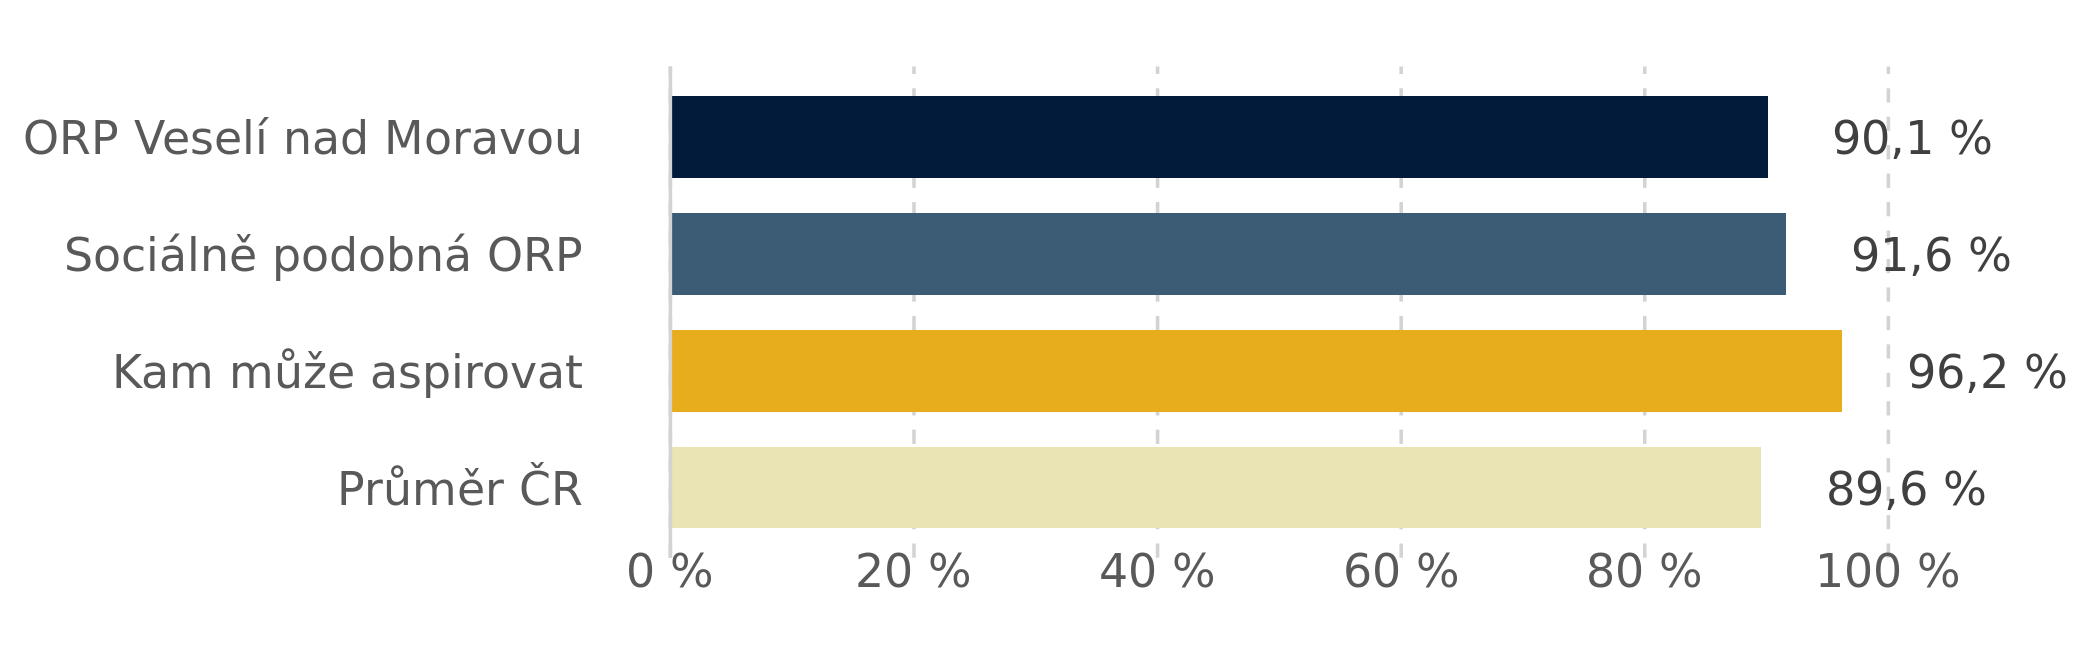 ORP Veselí nad Moravou 90,1 %
Sociálně podobná ORP 91,6 %
Kam může aspirovat 96,2 %
Průměr ČR 89,6 %
0 % 20 % 40 % 60 % 80 % 100 %